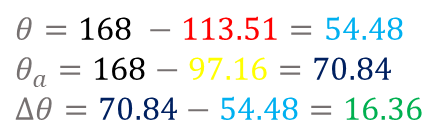 θ = 168 − 113.51 = 54.48
θₐ = 168 − 97.16 = 70.84
Δθ = 70.84 − 54.48 = 16.36